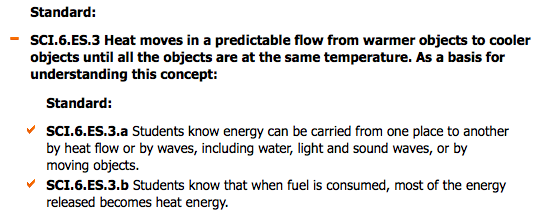 Standard:
SCI.6.ES.3 Heat moves in a predictable flow from warmer objects to cooler
objects until all the objects are at the same temperature. As a basis for
understanding this concept:
Standard:
SCI.6.ES.3.a Students know energy can be carried from one place to another
by heat flow or by waves, including water, light and sound waves, or by
moving objects.
SCI.6.ES.3.b Students know that when fuel is consumed, most of the energy
released becomes heat energy.